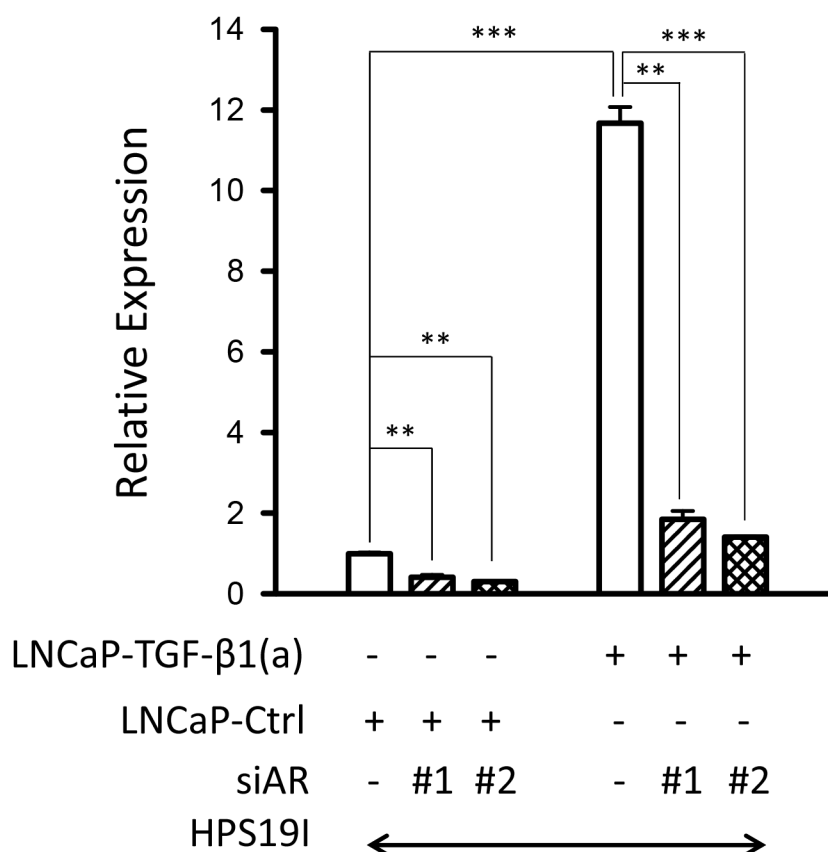 14
*** ***
**
12
10
8
6
**
4
**
2
0
Relative Expression
LNCaP-TGF-β1(a) - - - + + +
LNCaP-Ctrl + + + - - -
siAR - #1 #2 - #1 #2
HPS19I